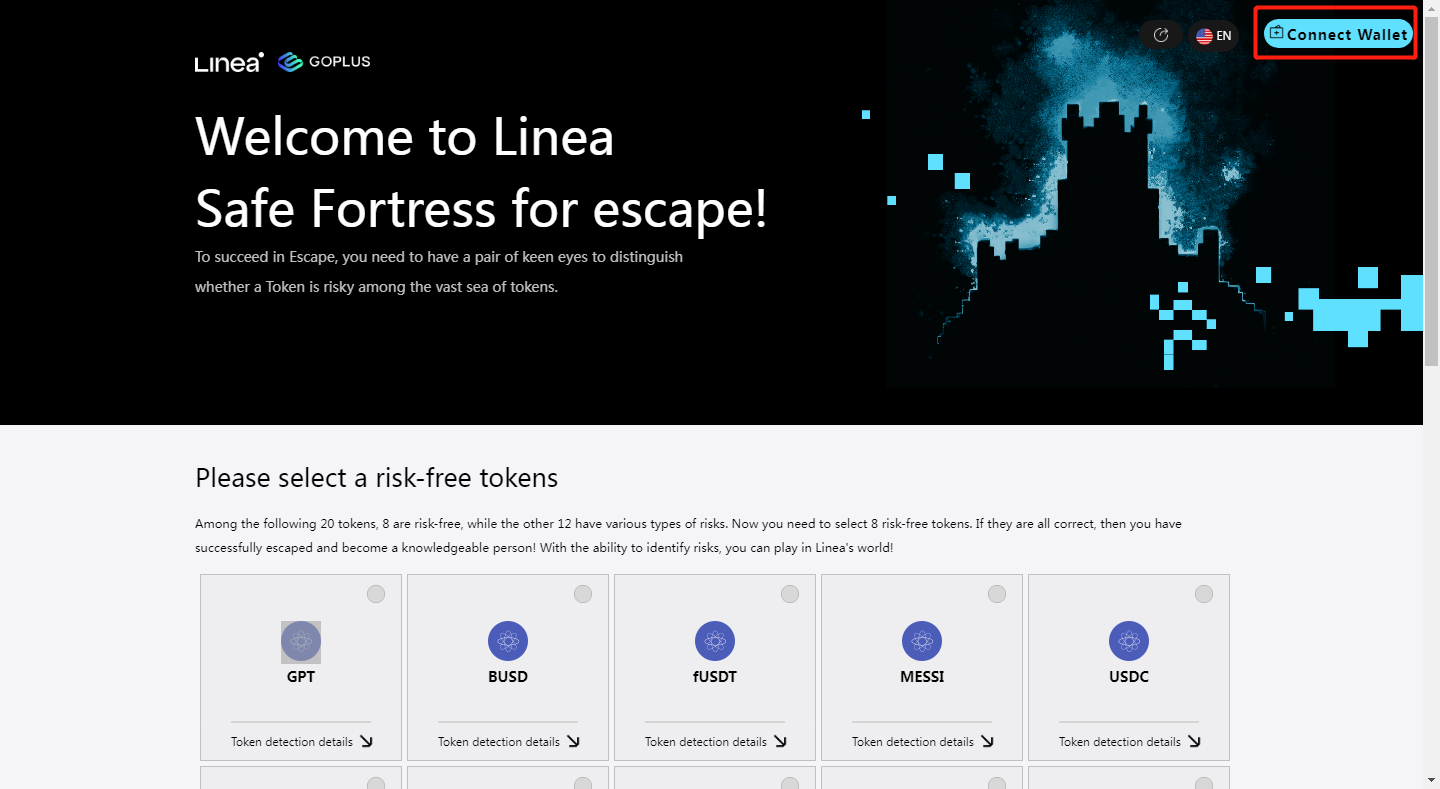 Linea
GOPLUS
EN
Connect Wallet
Welcome to Linea
Safe Fortress for escape!
To succeed in Escape, you need to have a pair of keen eyes to distinguish
whether a Token is risky among the vast sea of tokens.
Please select a risk-free tokens
Among the following 20 tokens, 8 are risk-free, while the other 12 have various types of risks. Now you need to select 8 risk-free tokens. If they are all correct, then you have
successfully escaped and become a knowledgeable person! With the ability to identify risks, you can play in Linea's world!
GPT
BUSD
fUSDT
MESSI
USDC
Token detection details
Token detection details
Token detection details
Token detection details
Token detection details